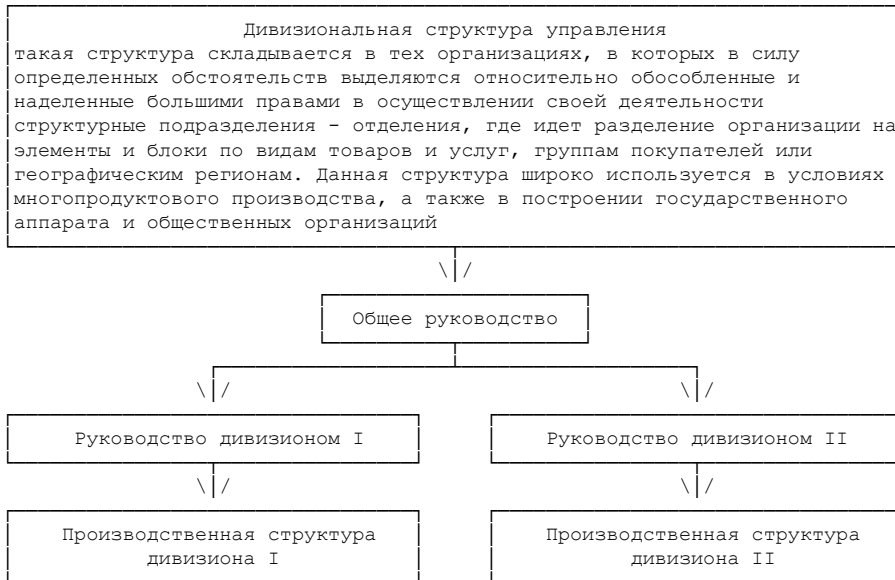 Дивизиональная структура управления
такая структура складывается в тех организациях, в которых в силу
определенных обстоятельств выделяются относительно обособленные и
наделенные большими правами в осуществлении своей деятельности
структурные подразделения - отделения, где идет разделение организации на
элементы и блоки по видам товаров и услуг, группам покупателей или
географическим регионам. Данная структура широко используется в условиях
многопродуктового производства, а также в построении государственного
аппарата и общественных организаций
Общее руководство
Руководство дивизионом I
Руководство дивизионом II
Производственная структура
дивизиона I
Производственная структура
дивизиона II